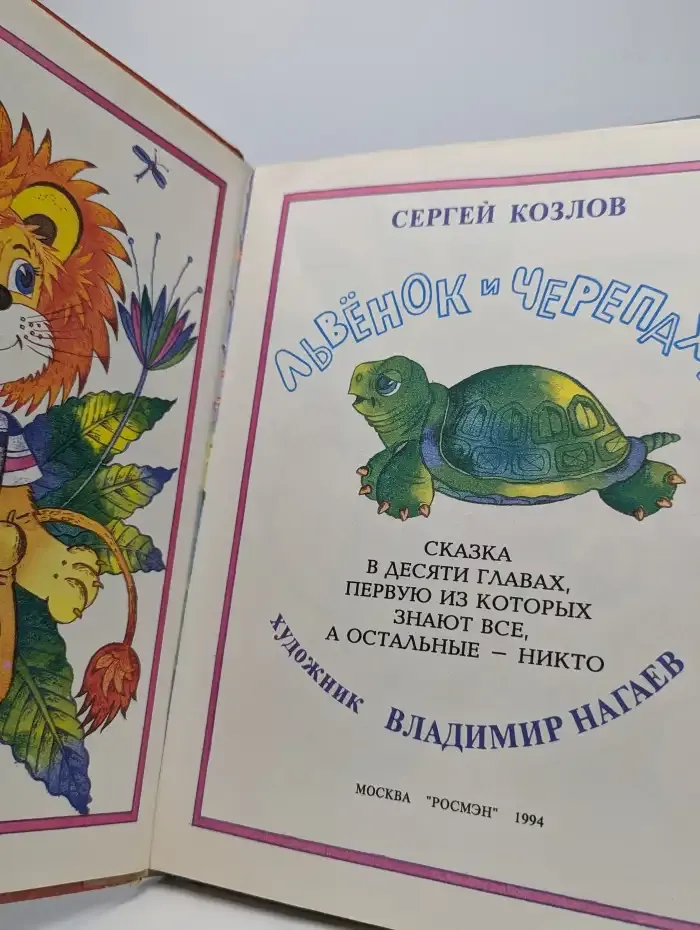 СЕРГЕЙ КОЗЛОВ
ЛЬВЁНОК И ЧЕРЕПАХА
СКАЗКА
В ДЕСЯТИ ГЛАВАХ,
ПЕРВУЮ ИЗ КОТОРЫХ
ЗНАЮТ ВСЕ,
А ОСТАЛЬНЫЕ – НИКТО
ХУДОЖНИК ВЛАДИМИР НАГАЕВ
МОСКВА "РОСМЭН" 1994